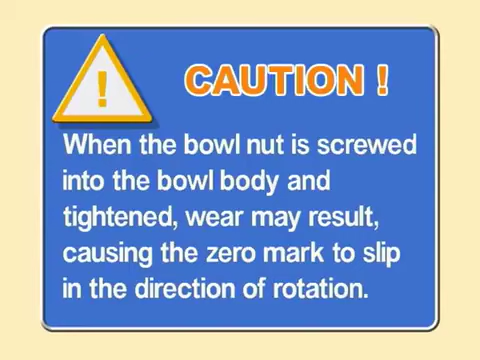 CAUTION !
When the bowl nut is screwed
into the bowl body and
tightened, wear may result,
causing the zero mark to slip
in the direction of rotation.